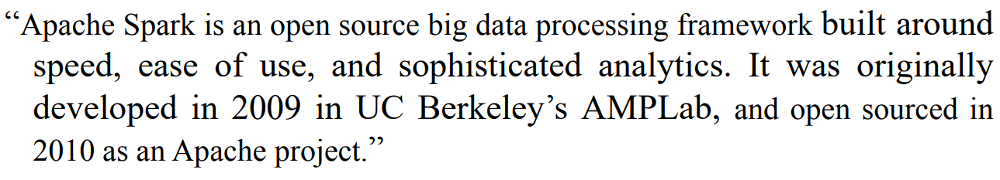 “Apache Spark is an open source big data processing framework built around
speed, ease of use, and sophisticated analytics. It was originally
developed in 2009 in UC Berkeley’s AMPLab, and open sourced in
2010 as an Apache project.”